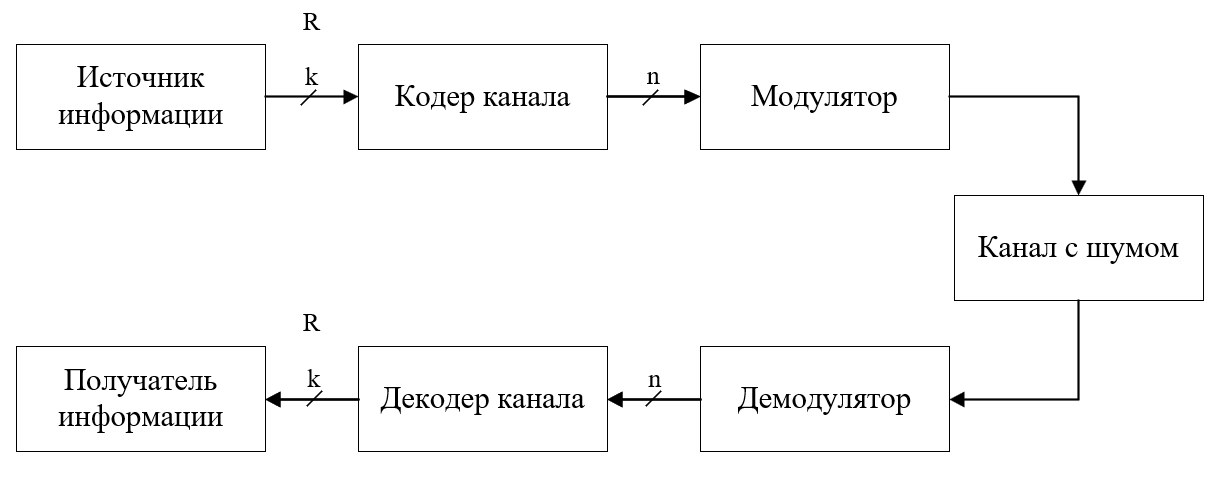 R
Источник
информации
k
Кодер канала
n
Модулятор
Канал с шумом
R
Получатель
информации
k
Декодер канала
n
Демодулятор